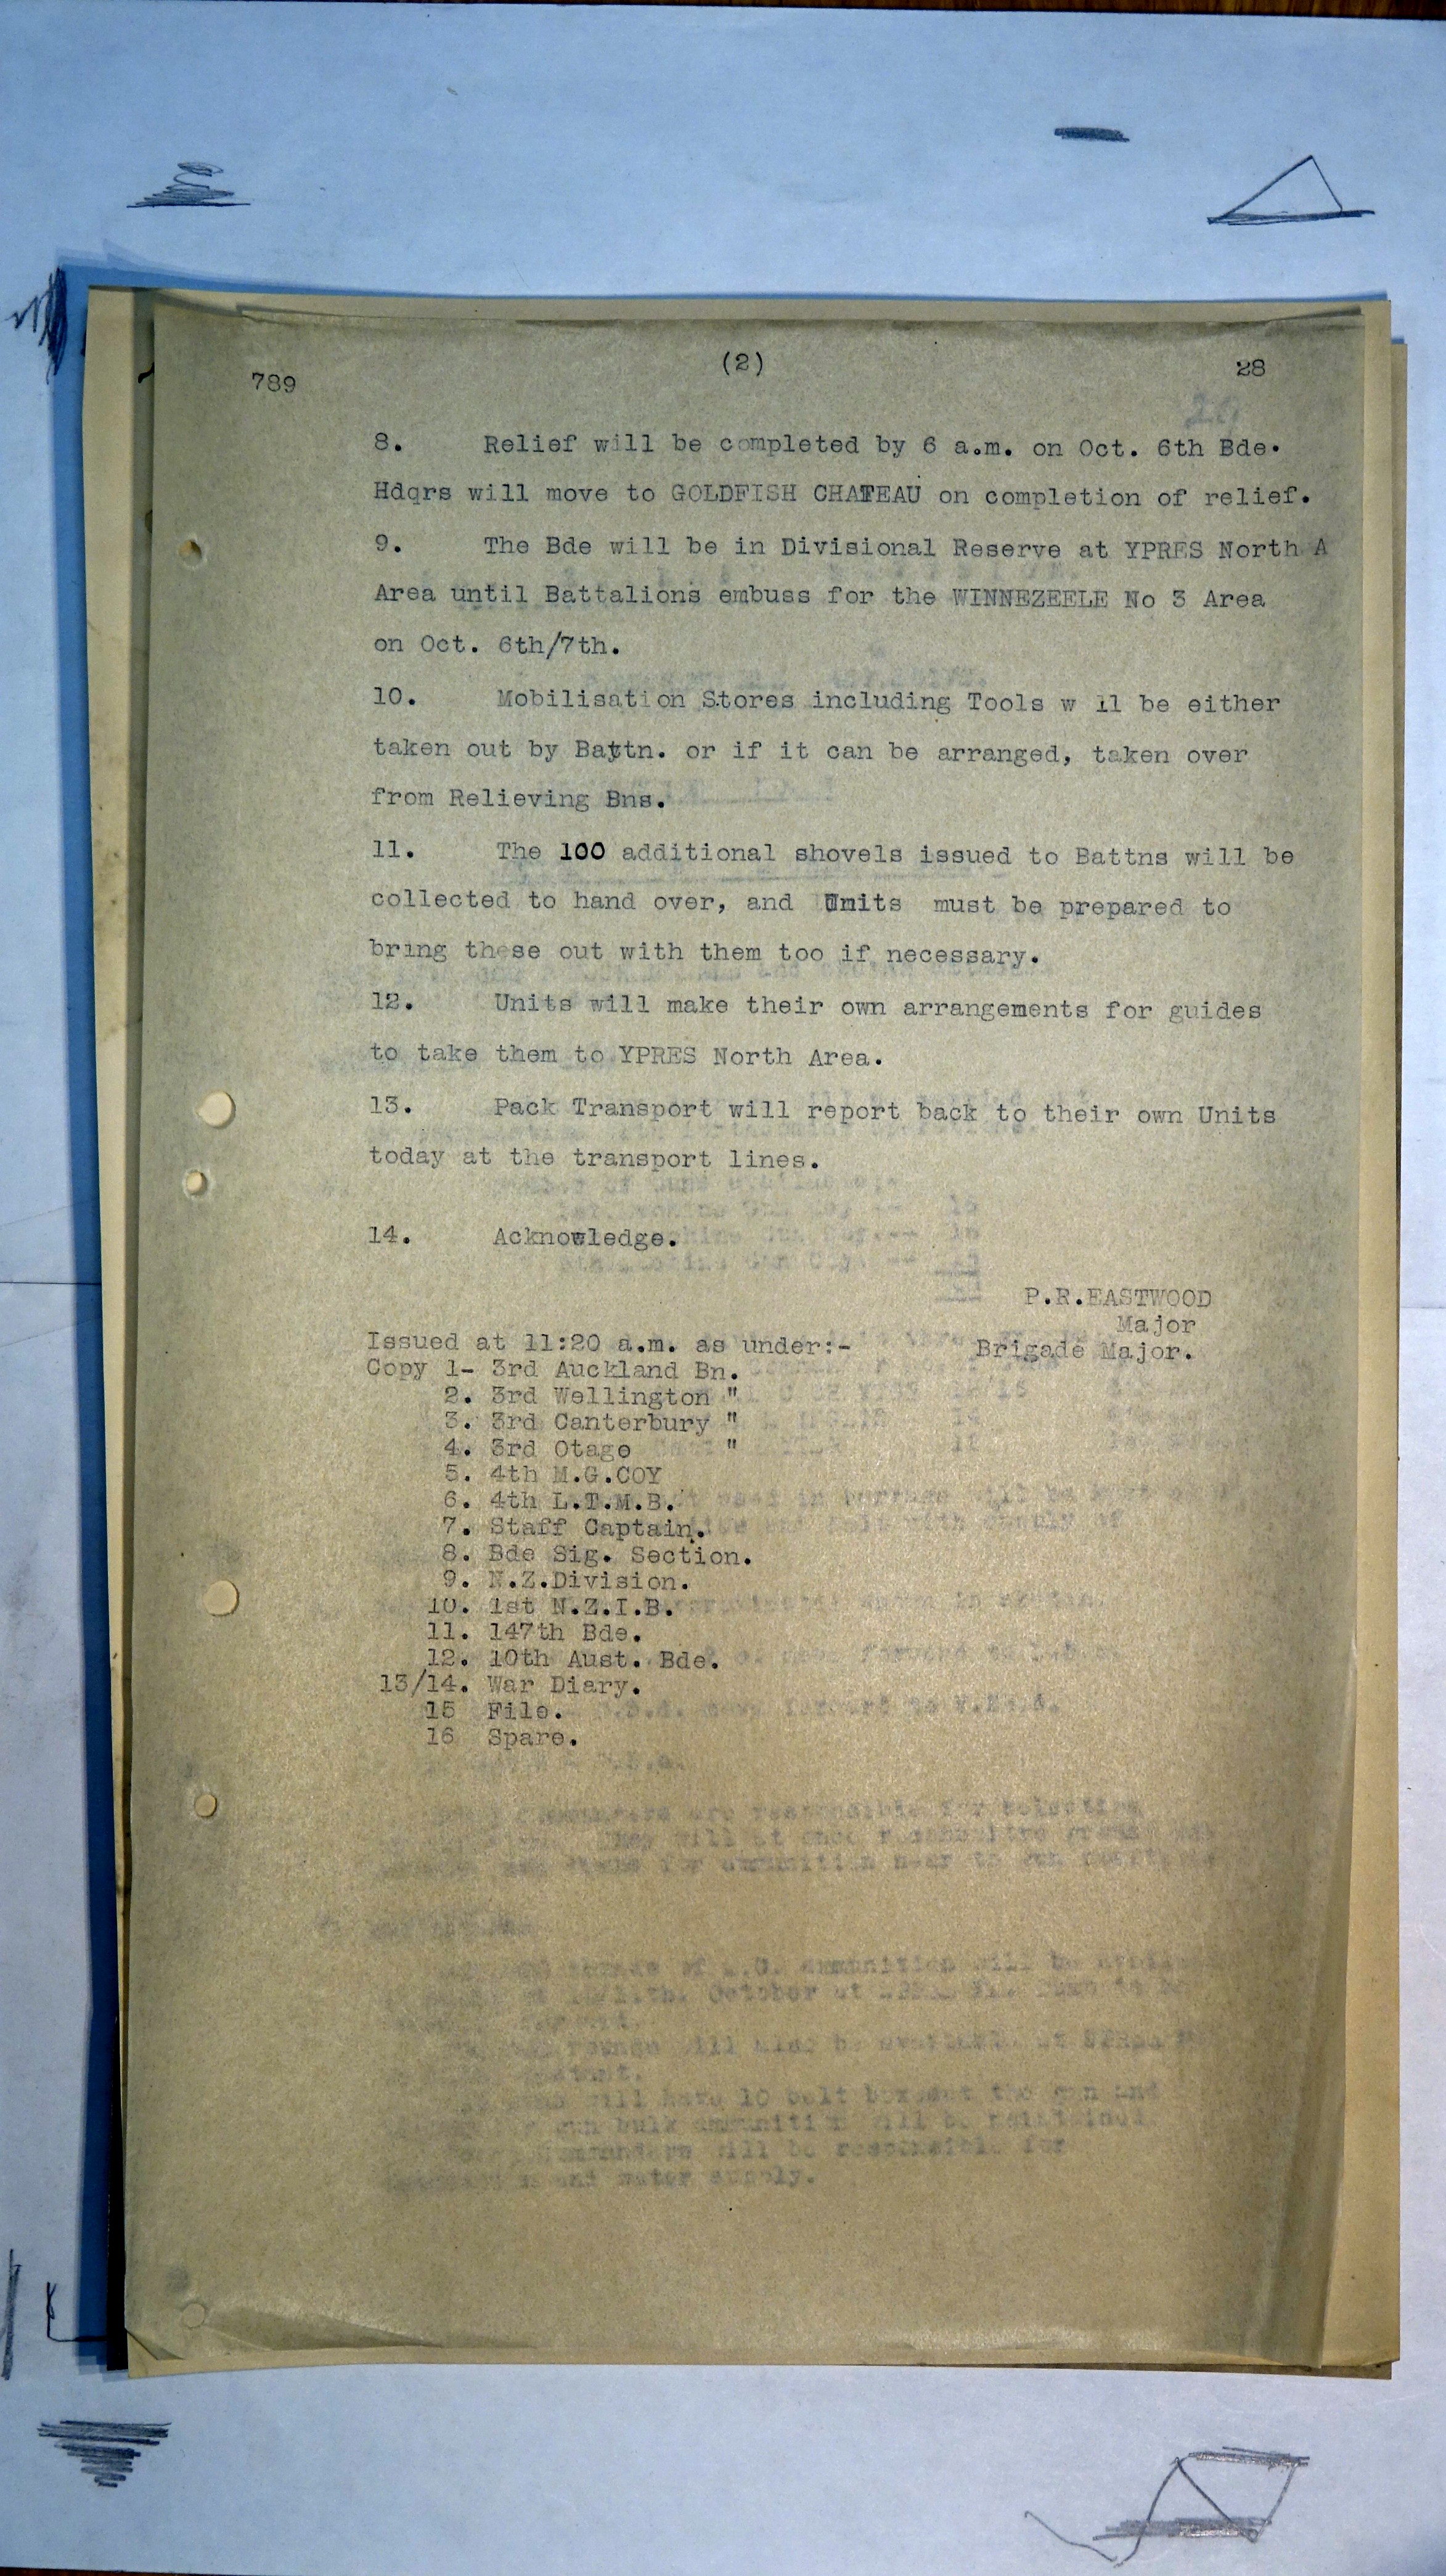 (2)
789
28
8. Relief will be completed by 6 a.m. on Oct. 6th Bde.
Hdqrs will move to GOLDFISH CHATEAU on completion of relief.
9. The Bde will be in Divisional Reserve at YPRES North A
Area until Battalions embuss for the WINNEZEELE No 3 Area
on Oct. 6th/7th.
10. Mobilisation Stores including Tools w ll be either
taken out by Battn. or if it can be arranged, taken over
from Relieving Bns.
11. The 100 additional shovels issued to Battns will be
collected to hand over, and Units must be prepared to
bring these out with them too if necessary.
12. Units will make their own arrangements for guides
to take them to YPRES North Area.
13. Pack Transport will report back to their own Units
today at the transport lines.
14. Acknowledge.
P.R.EASTWOOD
Major
Brigade Major.
Issued at 11:20 a.m. as under:-
Copy 1- 3rd Auckland Bn.
2. 3rd Wellington "
3. 3rd Canterbury "
4. 3rd Otago "
5. 4th M.G.COY
6. 4th L.T.M.B.
7. Staff Captain.
8. Bde Sig. Section.
9. N.Z.Division.
10. 1st N.Z.I.B.
11. 147th Bde.
12. 10th Aust. Bde.
13/14. War Diary.
15 File.
16 Spare.